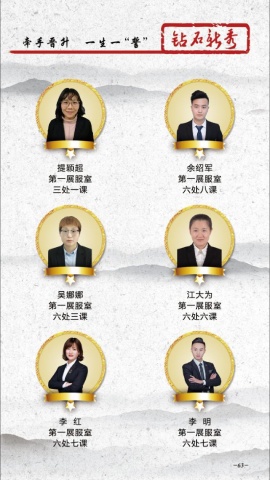 牵手晋升 一生一“誓”
钻石新秀
提颖超
第一展服室
三处一课
余绍军
第一展服室
六处八课
吴娜娜
第一展服室
六处三课
江大为
第一展服室
六处六课
李 红
第一展服室
六处七课
李 明
第一展服室
六处七课
~63~